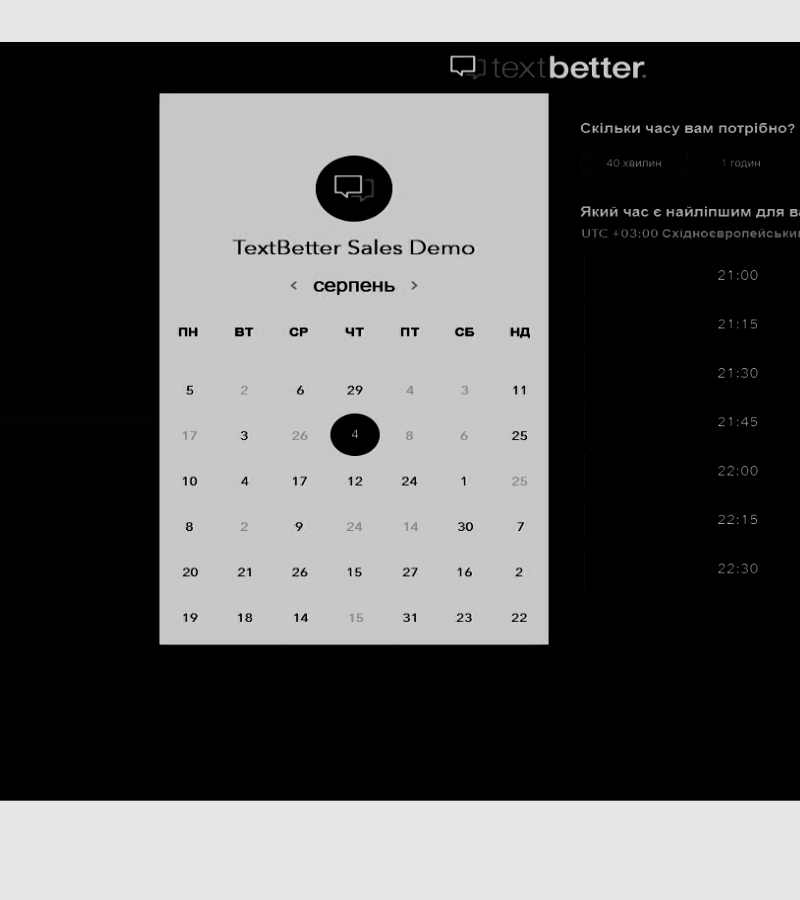 textbetter.
TextBetter Sales Demo
< серпень >
ПН ВТ СР ЧТ ПТ СБ НД
5 2 6 29 4 3 11
17 3 26 4 8 6 25
10 4 17 12 24 1 25
8 2 9 24 14 30 7
20 21 26 15 27 16 2
19 18 14 15 31 23 22
Скільки часу вам потрібно?
40 хвилин 1 годин
Який час є найліпшим для
UTC +03:00
21:00
21:15
21:30
21:45
22:00
22:15
22:30